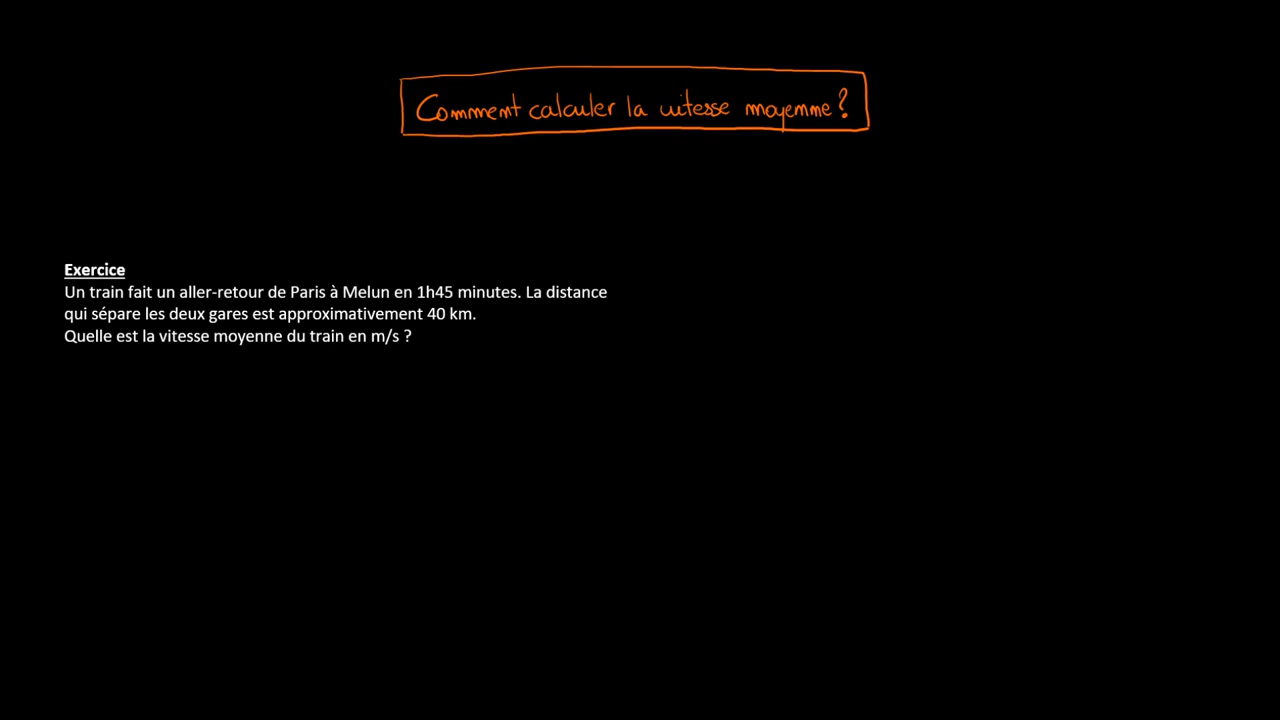 Comment calculer la vitesse moyenne ?
Exercice
Un train fait un aller-retour de Paris à Melun en 1h45 minutes. La distance
qui sépare les deux gares est approximativement 40 km.
Quelle est la vitesse moyenne du train en m/s ?